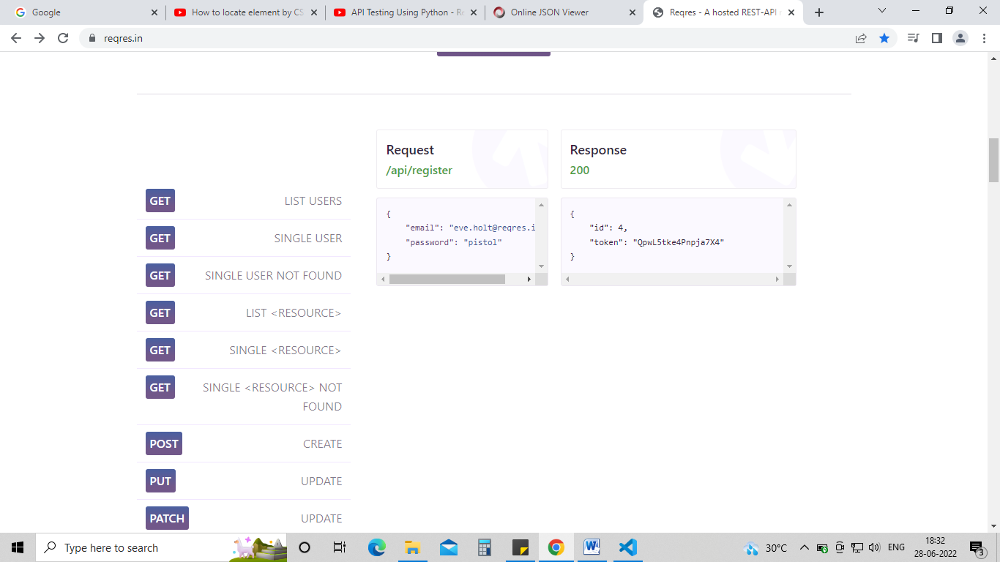 Google
How to locate element by CS
API Testing Using Python - Re
Online JSON Viewer
Reqres - A hosted REST-API r
reqres.in
Request
/api/register
Response
200
{
"email": "eve.holt@reqres.i
"password": "pistol"
}
{
"id": 4,
"token": "QpwL5tke4Pnpja7X4"
}
GET LIST USERS
GET SINGLE USER
GET SINGLE USER NOT FOUND
GET LIST <RESOURCE>
GET SINGLE <RESOURCE>
GET SINGLE <RESOURCE> NOT
FOUND
POST CREATE
PUT UPDATE
PATCH UPDATE
Type here to search
30°C
ENG
18:32
28-06-2022
3